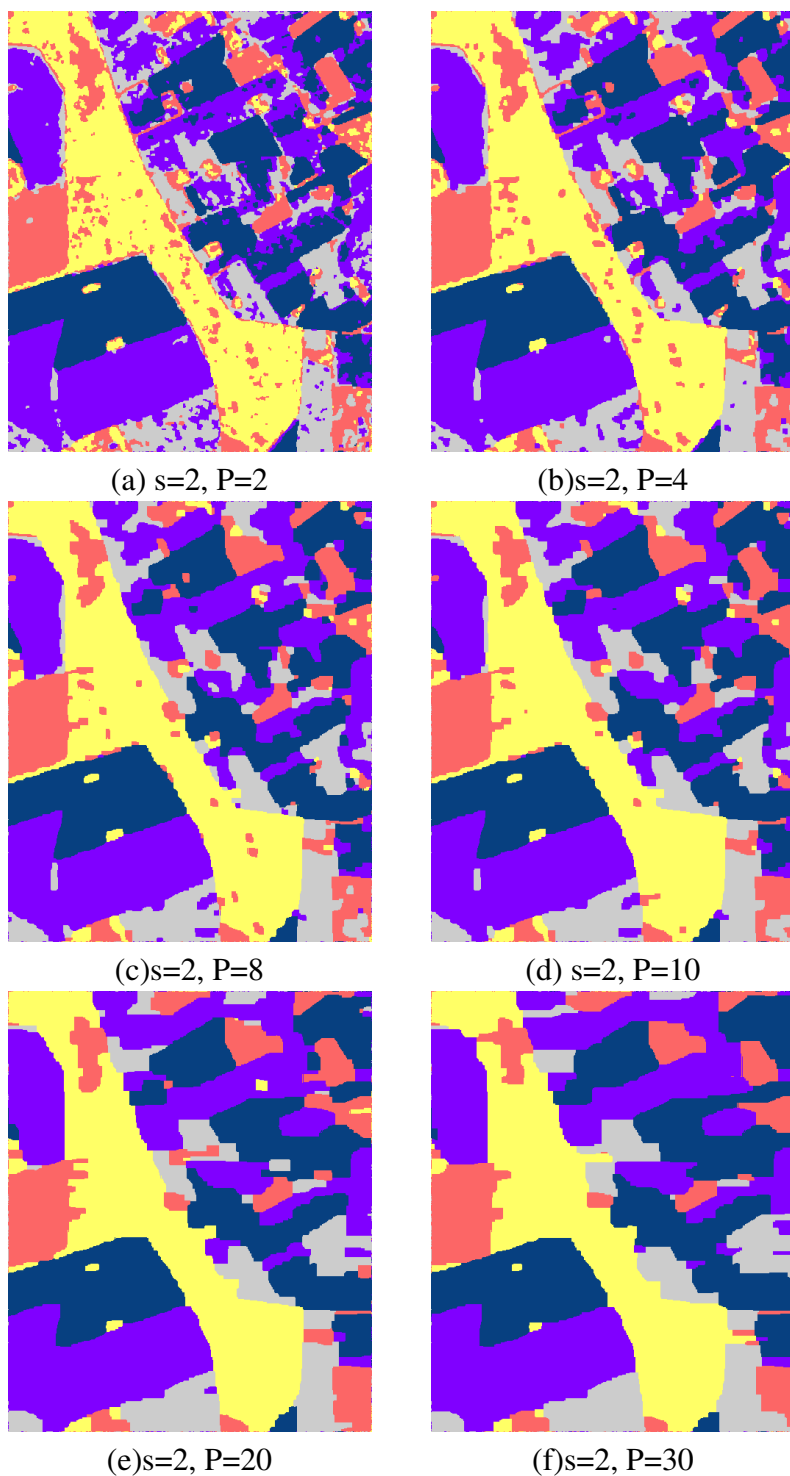 (a) s=2, P=2
(b)s=2, P=4
(c)s=2, P=8
(d) s=2, P=10
(e)s=2, P=20
(f)s=2, P=30